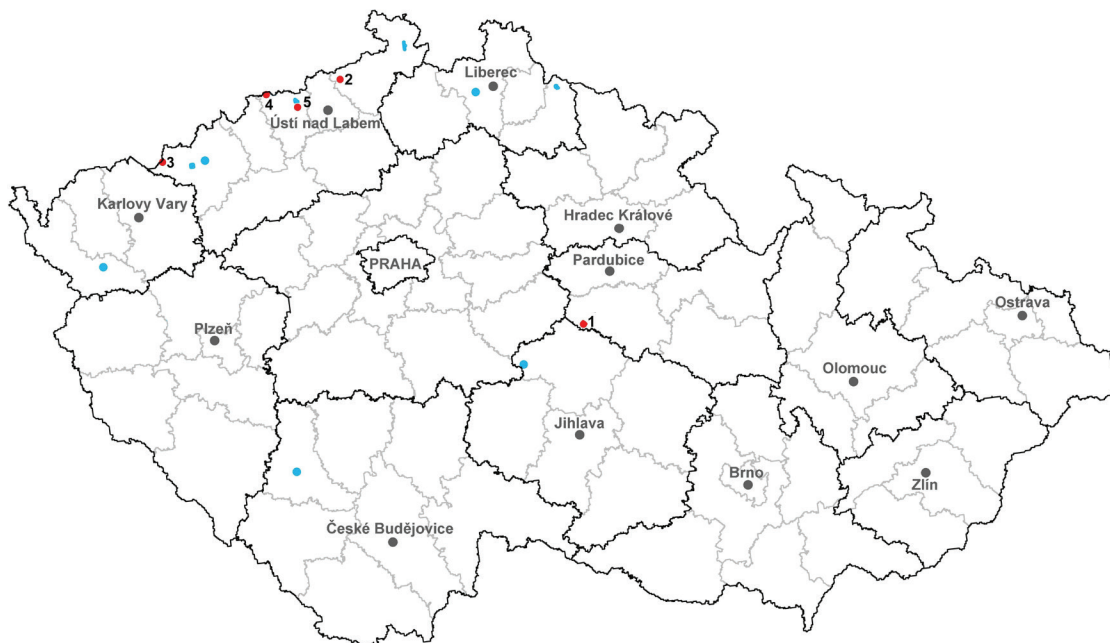 2
Liberec
4
5
Ústí nad Labem
3
Karlovy Vary
Hradec Králové
PRAHA
Pardubice
Ostrava
1
Plzeň
Olomouc
Jihlava
Brno
Zlín
České Budějovice